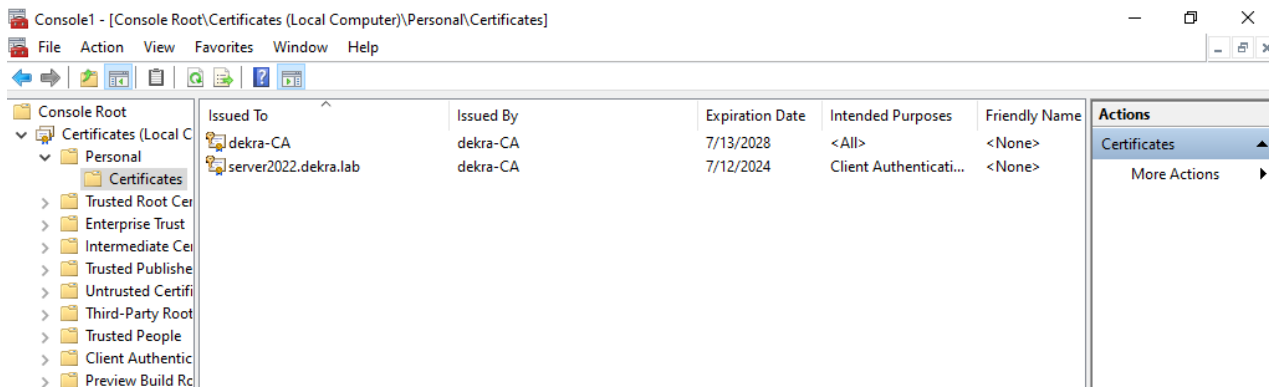 Console1 - [Console Root\Certificates (Local Computer)\Personal\Certificates]
File Action View Favorites Window Help
Console Root
Certificates (Local C
Personal
Certificates
Trusted Root Cer
Enterprise Trust
Intermediate Cer
Trusted Publishe
Untrusted Certifi
Third-Party Root
Trusted People
Client Authentic
Preview Build Ro
Issued To Issued By Expiration Date Intended Purposes Friendly Name
dekra-CA dekra-CA 7/13/2028 <All> <None>
server2022.dekra.lab dekra-CA 7/12/2024 Client Authenticati... <None>
Actions
Certificates
More Actions